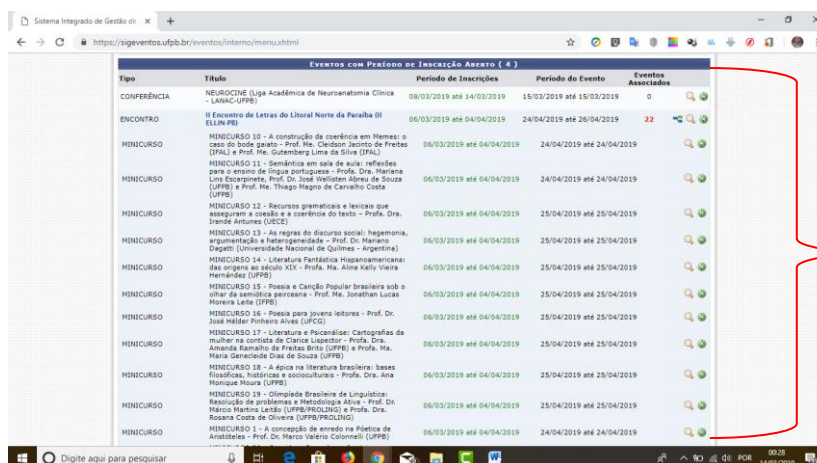 Sistema Integrado de Gestão de
https://sigeventos.ufpb.br/eventos/interno/menu.xhtml
EVENTOS COM PERÍODO DE INSCRIÇÃO ABERTO ( 4 )
Tipo Título Período de Inscrições Período do Evento Eventos Associados
CONFERÊNCIA NEUROCINE (Liga Acadêmica de Neuroanatomia Clínica 08/03/2019 até 14/03/2019 15/03/2019 até 15/03/2019 0
- LANAC-UFPB)
ENCONTRO II Encontro de Letras do Litoral Norte da Paraíba (II 06/03/2019 até 04/04/2019 24/04/2019 até 26/04/2019 22
ELLIN-PB)
MINICURSO 10 - A construção da coerência em Memes: o
MINICURSO caso do bode gaiato - Prof. Me. Cleidson Jacinto de Freitas 06/03/2019 até 04/04/2019 24/04/2019 até 24/04/2019
(IFAL) e Prof. Me. Gutemberg Lima da Silva (IFAL)
MINICURSO 11 - Semântica em sala de aula: reflexões
para o ensino de língua portuguesa - Profa. Dra. Mariana
MINICURSO Lins Escarpinete, Prof. Dr. José Wellisten Abreu de Souza 06/03/2019 até 04/04/2019 24/04/2019 até 24/04/2019
(UFPB) e Prof. Me. Thiago Magno de Carvalho Costa
(UFPB)
MINICURSO 12 - Recursos gramaticais e lexicais que
MINICURSO asseguram a coesão e a coerência do texto – Profa. Dra. 06/03/2019 até 04/04/2019 25/04/2019 até 25/04/2019
Irandé Antunes (UECE)
MINICURSO 13 - As regras do discurso social: hegemonia,
MINICURSO argumentação e heterogeneidade – Prof. Dr. Mariano 06/03/2019 até 04/04/2019 25/04/2019 até 25/04/2019
Dagatti (Universidade Nacional de Quilmes - Argentina)
MINICURSO 14 - Literatura Fantástica Hispanoamericana:
MINICURSO das origens ao século XIX - Profa. Ma. Aline Kelly Vieira 06/03/2019 até 04/04/2019 25/04/2019 até 25/04/2019
Hernández (UFPB)
MINICURSO 15 - Poesia e Canção Popular brasileira sob o
MINICURSO olhar da semiótica peirceana - Prof. Me. Jonathan Lucas 06/03/2019 até 04/04/2019 25/04/2019 até 25/04/2019
Moreira Leite (IFPB)
MINICURSO MINICURSO 16 - Poesia para jovens leitores - Prof. Dr. 06/03/2019 até 04/04/2019 25/04/2019 até 25/04/2019
José Hélder Pinheiro Alves (UFCG)
MINICURSO 17 - Literatura e Psicanálise: Cartografias da
MINICURSO mulher na contista de Clarice Lispector - Profa. Dra. 06/03/2019 até 04/04/2019 25/04/2019 até 25/04/2019
Amanda Ramalho de Freitas Brito (UFPB) e Profa. Ma.
Maria Genecleide Dias de Souza (UFPB)
MINICURSO 18 - A épica na literatura brasileira: bases
MINICURSO filosóficas, históricas e socioculturais - Profa. Dra. Ana 06/03/2019 até 04/04/2019 25/04/2019 até 25/04/2019
Monique Moura (UFPB)
MINICURSO 19 - Olimpíada Brasileira de Linguística:
MINICURSO Resolução de problemas e Metodologia Ativa - Prof. Dr. 06/03/2019 até 04/04/2019 25/04/2019 até 25/04/2019
Márcio Martins Leitão (UFPB/PROLING) e Profa. Dra.
Rosana Costa de Oliveira (UFPB/PROLING)
MINICURSO MINICURSO 1 - A concepção de enredo na Póetica de 06/03/2019 até 04/04/2019 24/04/2019 até 24/04/2019
Aristóteles - Prof. Dr. Marco Valério Colonnelli (UFPB)
Digite aqui para pesquisar POR 00:28